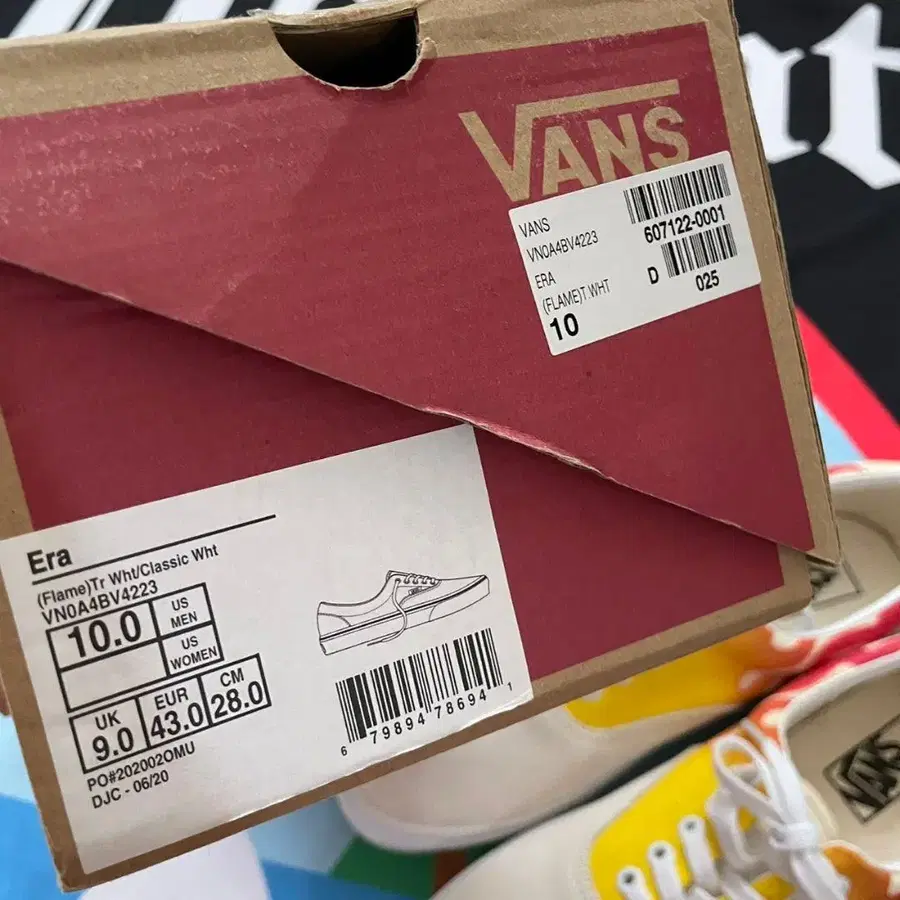 VANS
VANS
VN0A4BV4223
607122-0001
ERA
(FLAME)T.WHT
D 025
10
Era
(Flame)Tr Wht/Classic Wht
VN0A4BV4223
10.0
US MEN
US WOMEN
UK 9.0
EUR 43.0
CM 28.0
PO#202002OMU
DJC - 06/20
6 79894 78694 1
VANS